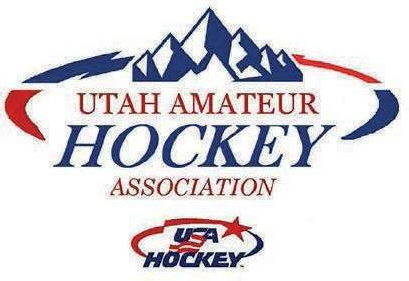 UTAH AMATEUR
HOCKEY
ASSOCIATION
USA
HOCKEY